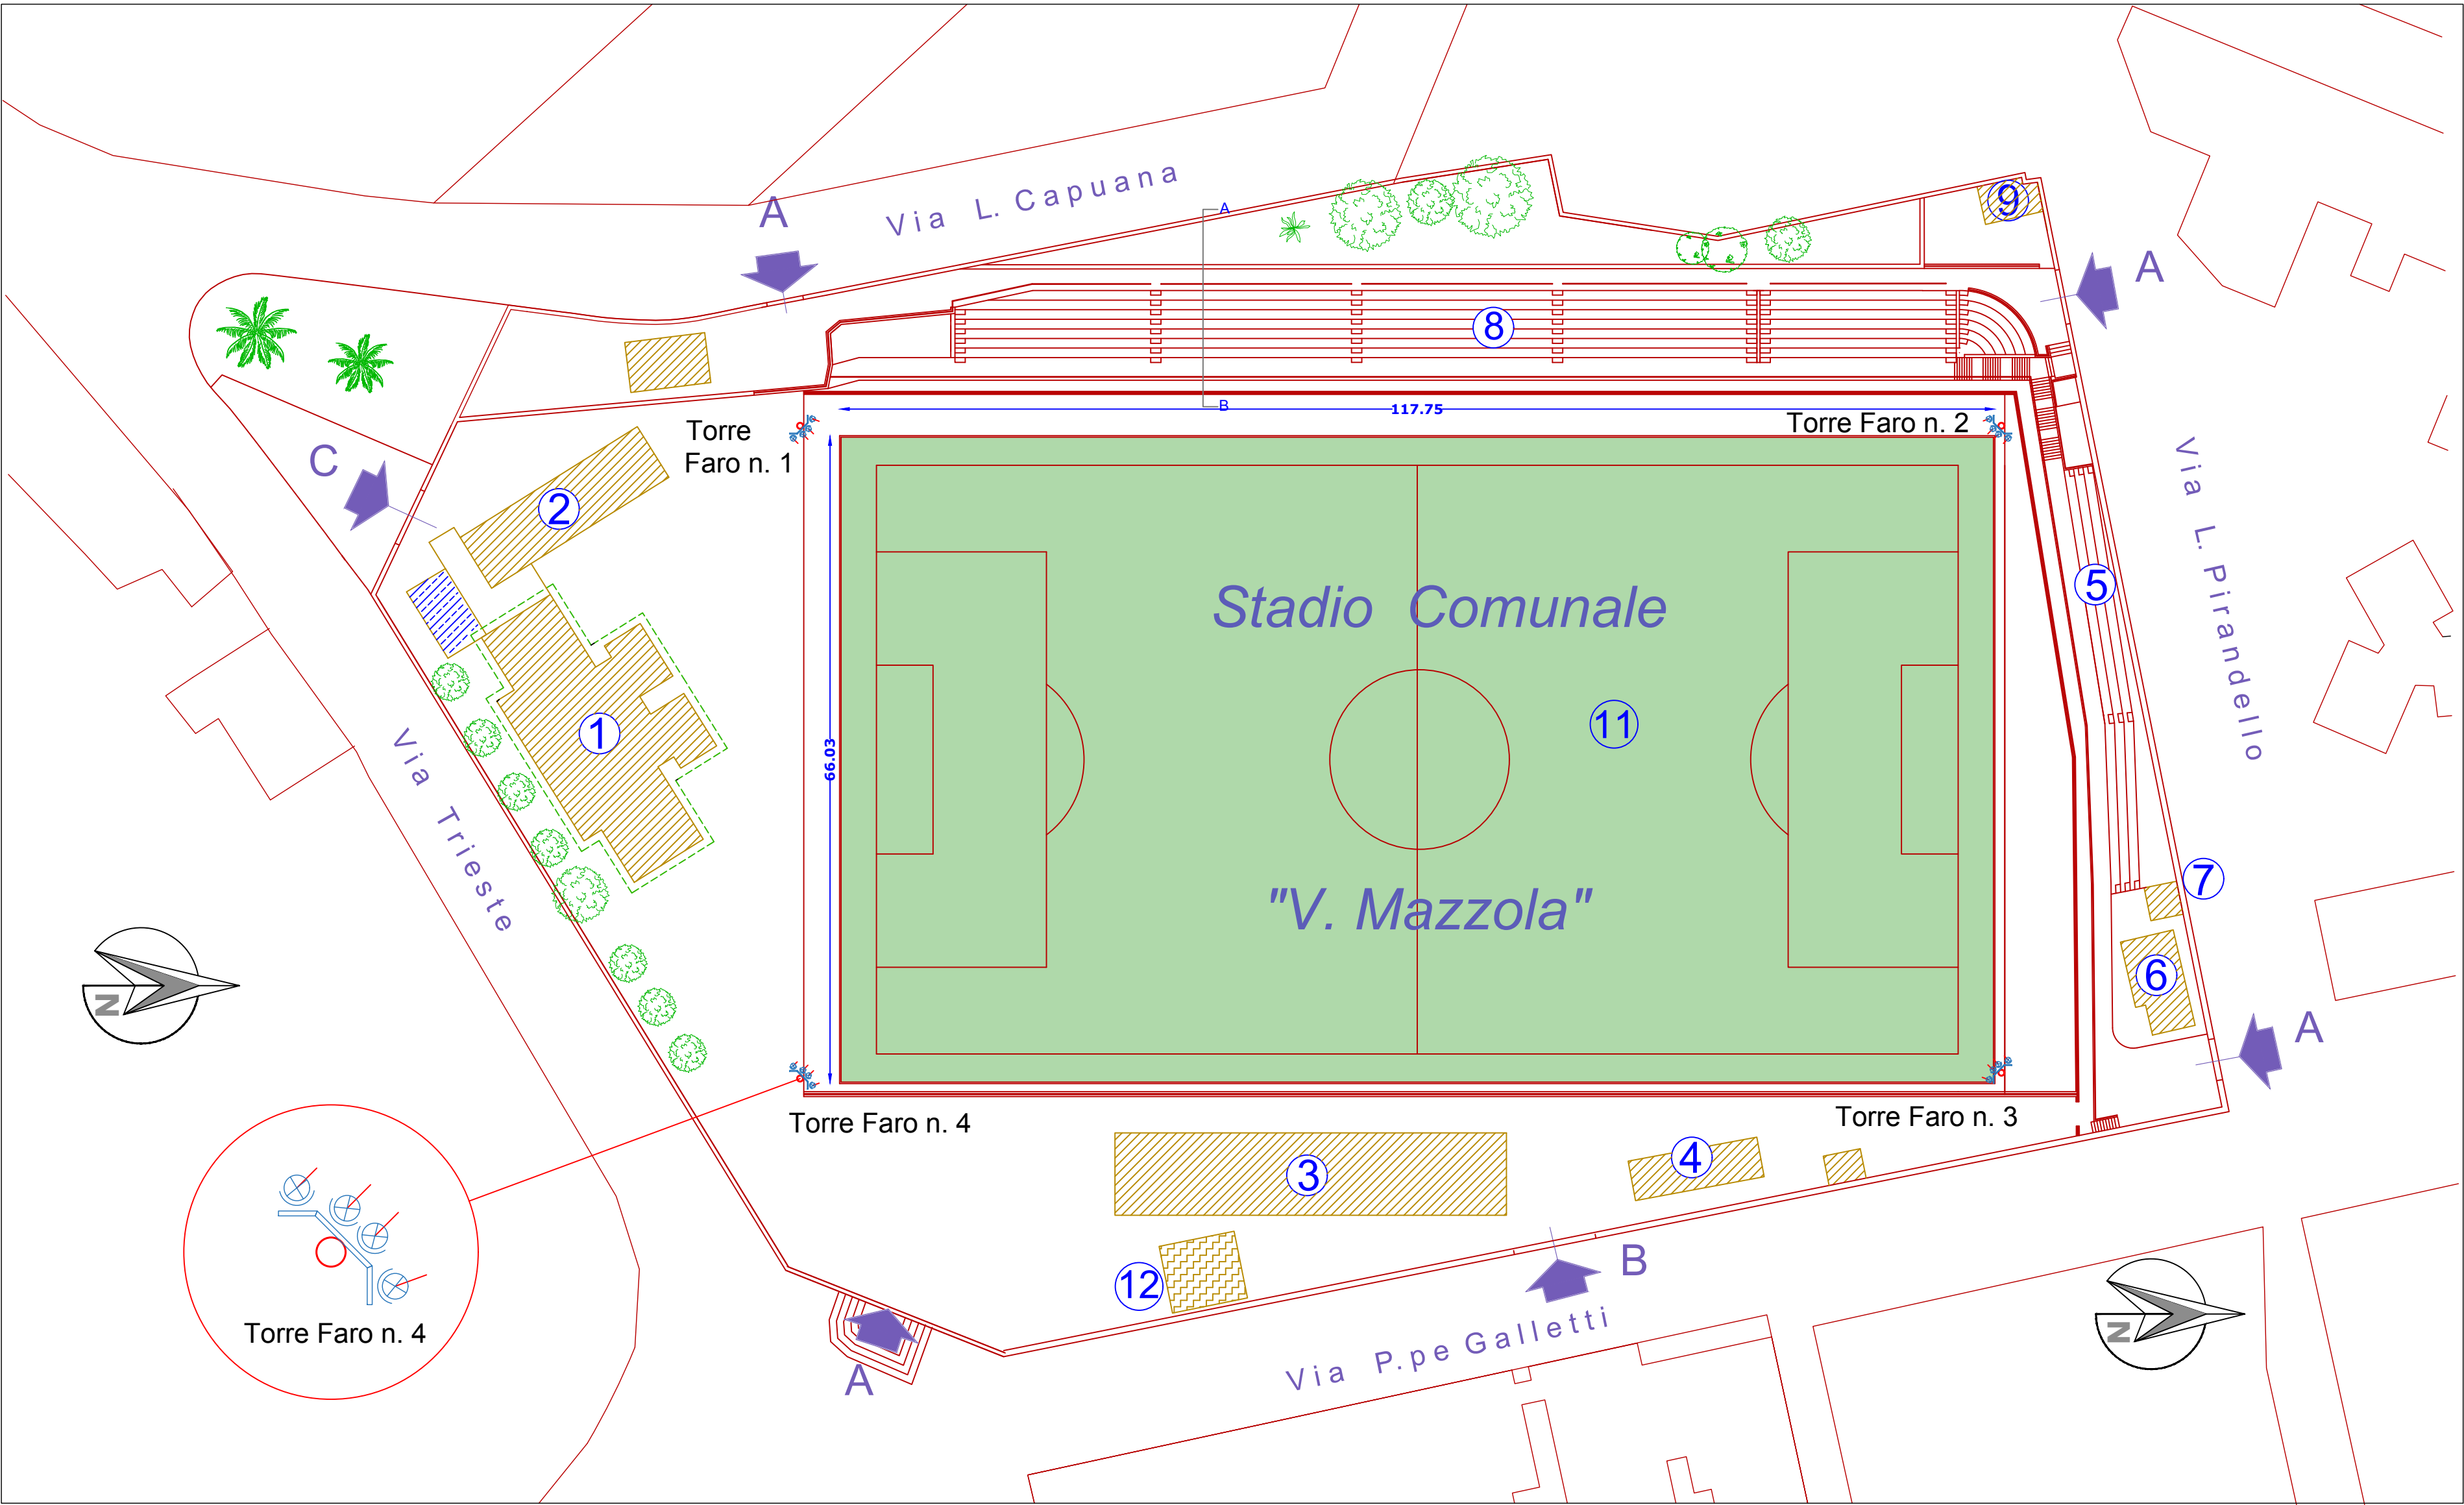 Via L. Capuana
A
A
9
A
8
B
117.75
Torre
Faro n. 1
Torre Faro n. 2
C
2
Via L. Pirandello
5
Stadio Comunale
11
1
66.03
Via Trieste
"V. Mazzola"
7
6
N
A
Torre Faro n. 4
Torre Faro n. 3
3
4
12
B
Via P.pe Galletti
A
Torre Faro n. 4
N